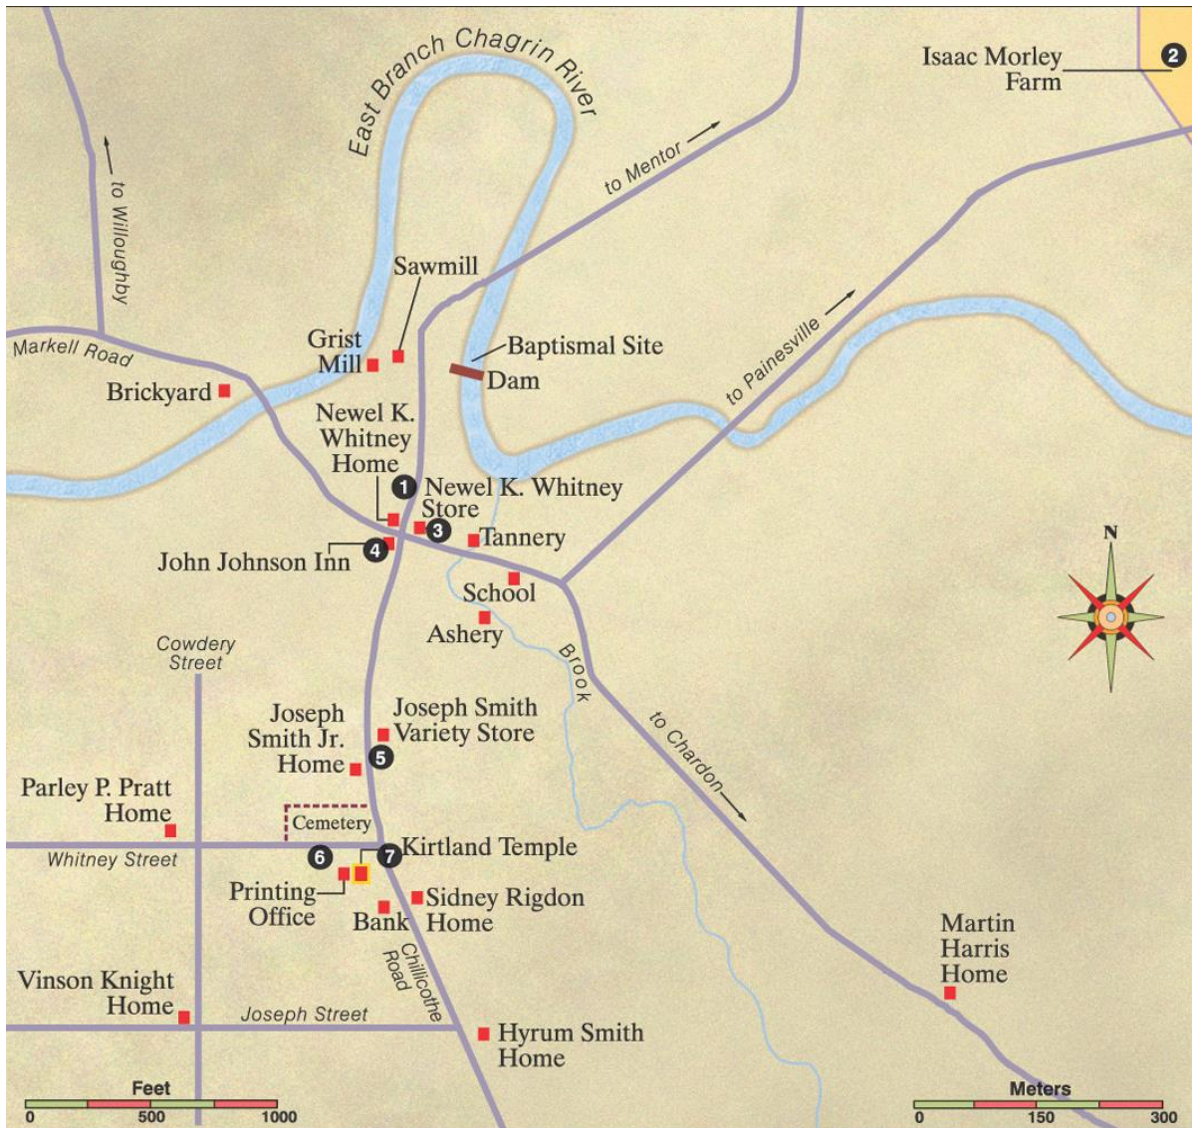 East Branch Chagrin River
Isaac Morley
Farm
2
to Mentor
to Willoughby
Sawmill
Grist
Mill
Baptismal Site
Dam
to Painesville
Markell Road
Brickyard
Newel K.
Whitney
Home
1
Newel K. Whitney
Store
3
Tannery
4
John Johnson Inn
School
Ashery
N
Cowdery
Street
Brook
Joseph
Smith Jr.
Home
Joseph Smith
Variety Store
5
to Chardon
Parley P. Pratt
Home
Cemetery
Whitney Street
6
7
Kirtland Temple
Printing
Office
Sidney Rigdon
Home
Bank
Chillicothe
Road
Martin
Harris
Home
Vinson Knight
Home
Joseph Street
Hyrum Smith
Home
Feet
0 500 1000
Meters
0 150 300